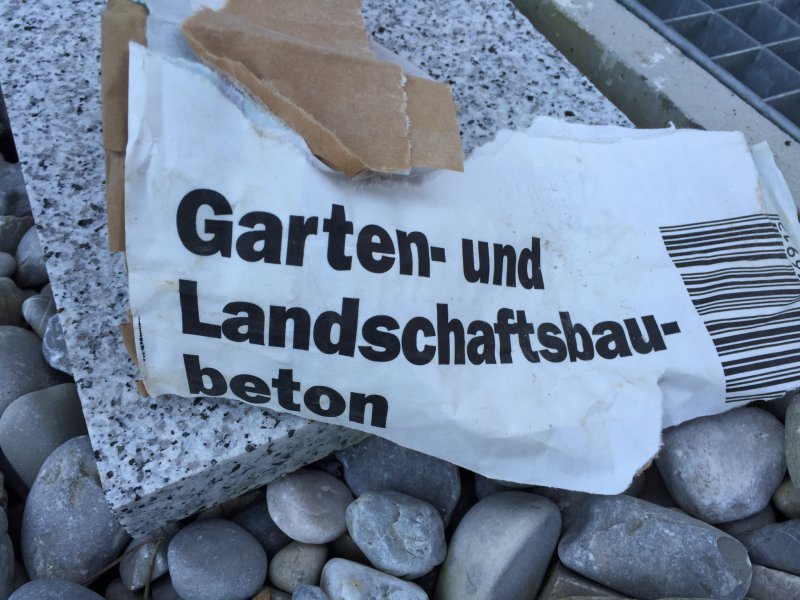 Garten- und
Landschaftsbau-
beton